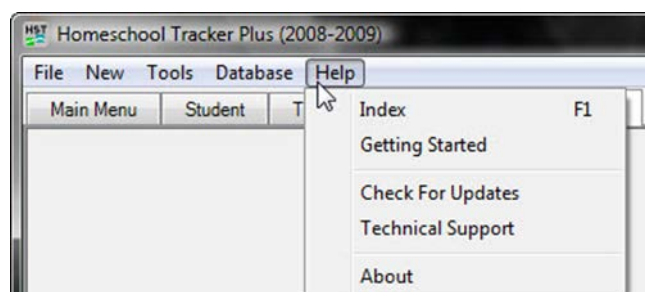 HST Homeschool Tracker Plus (2008-2009)
File New Tools Database Help
Main Menu Student T
Index F1
Getting Started
Check For Updates
Technical Support
About